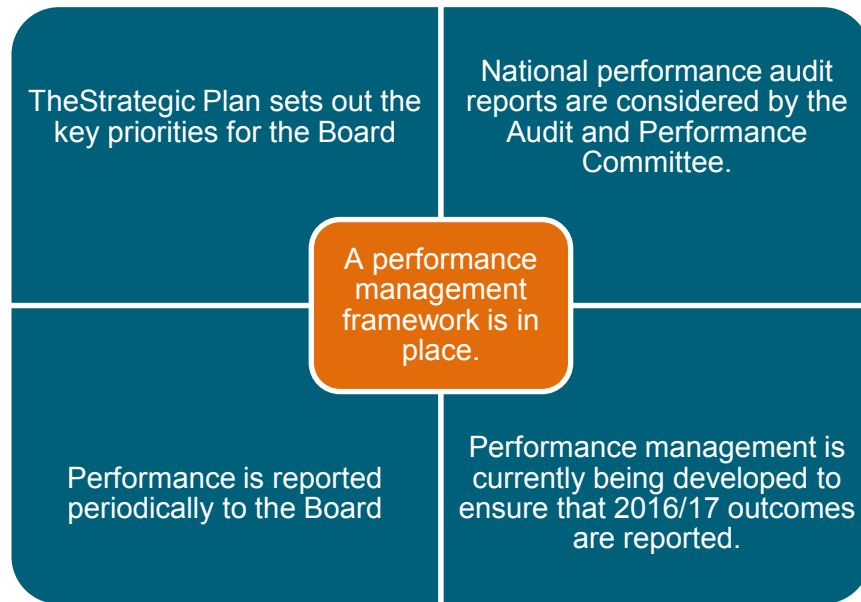 TheStrategic Plan sets out the
key priorities for the Board
National performance audit
reports are considered by the
Audit and Performance
Committee.
A performance
management
framework is in
place.
Performance is reported
periodically to the Board
Performance management is
currently being developed to
ensure that 2016/17 outcomes
are reported.